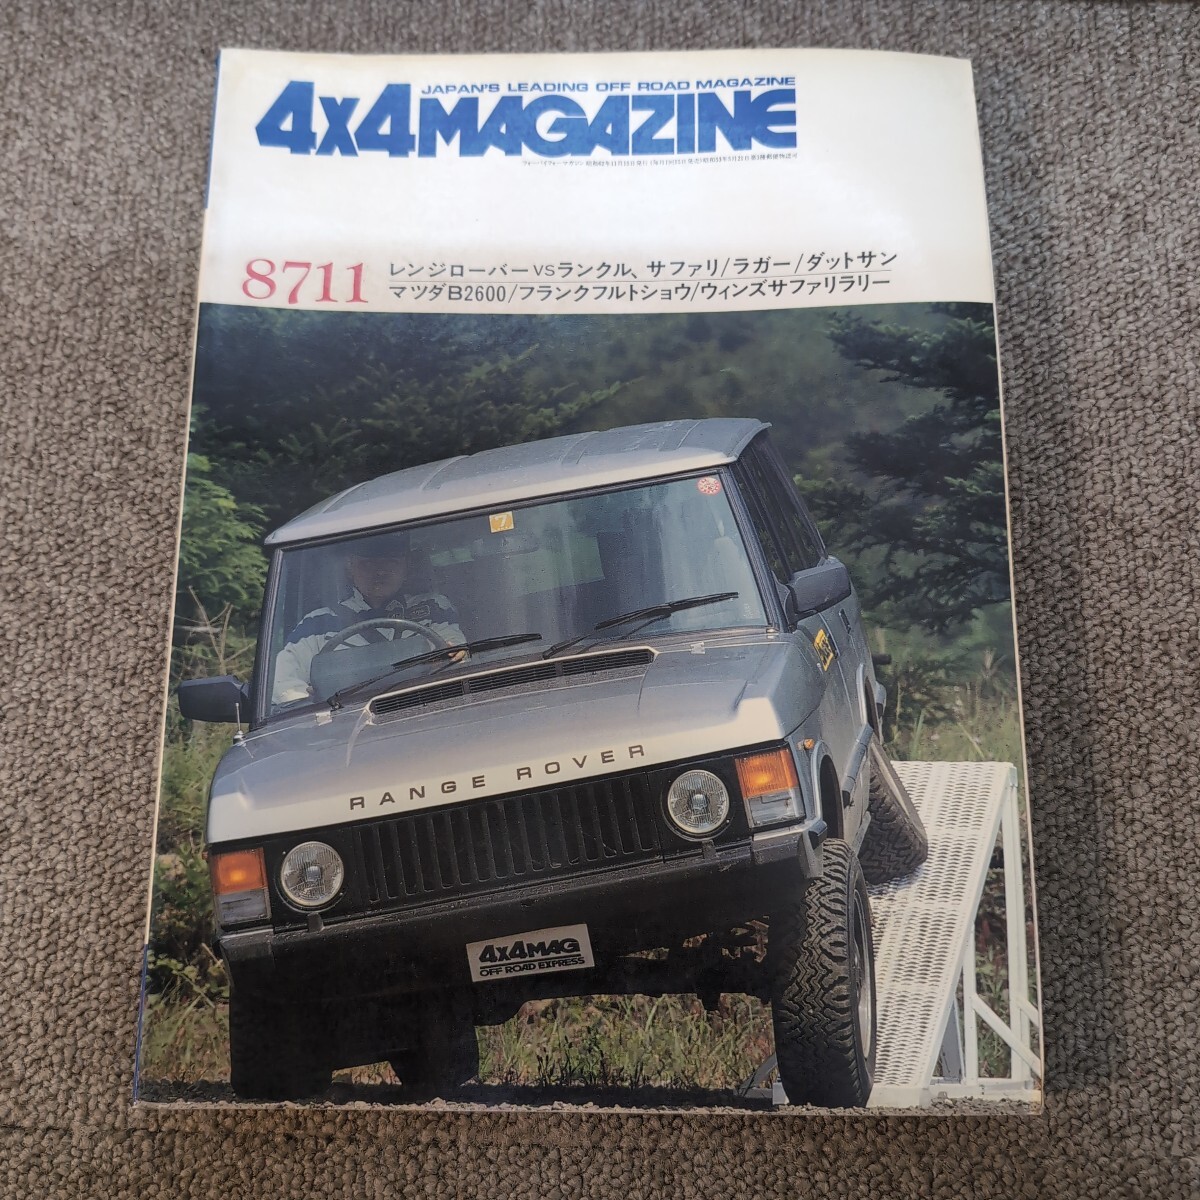 JAPAN'S LEADING OFF ROAD MAGAZINE
4x4MAGAZINE
8711
レンジローバーVSランクル、サファリ/ラガー/ダットサン
マツダB2600/フランクフルトショウ/ウィンズサファリラリー
7
RANGE ROVER
4x4MAG
OFF ROAD EXPRESS